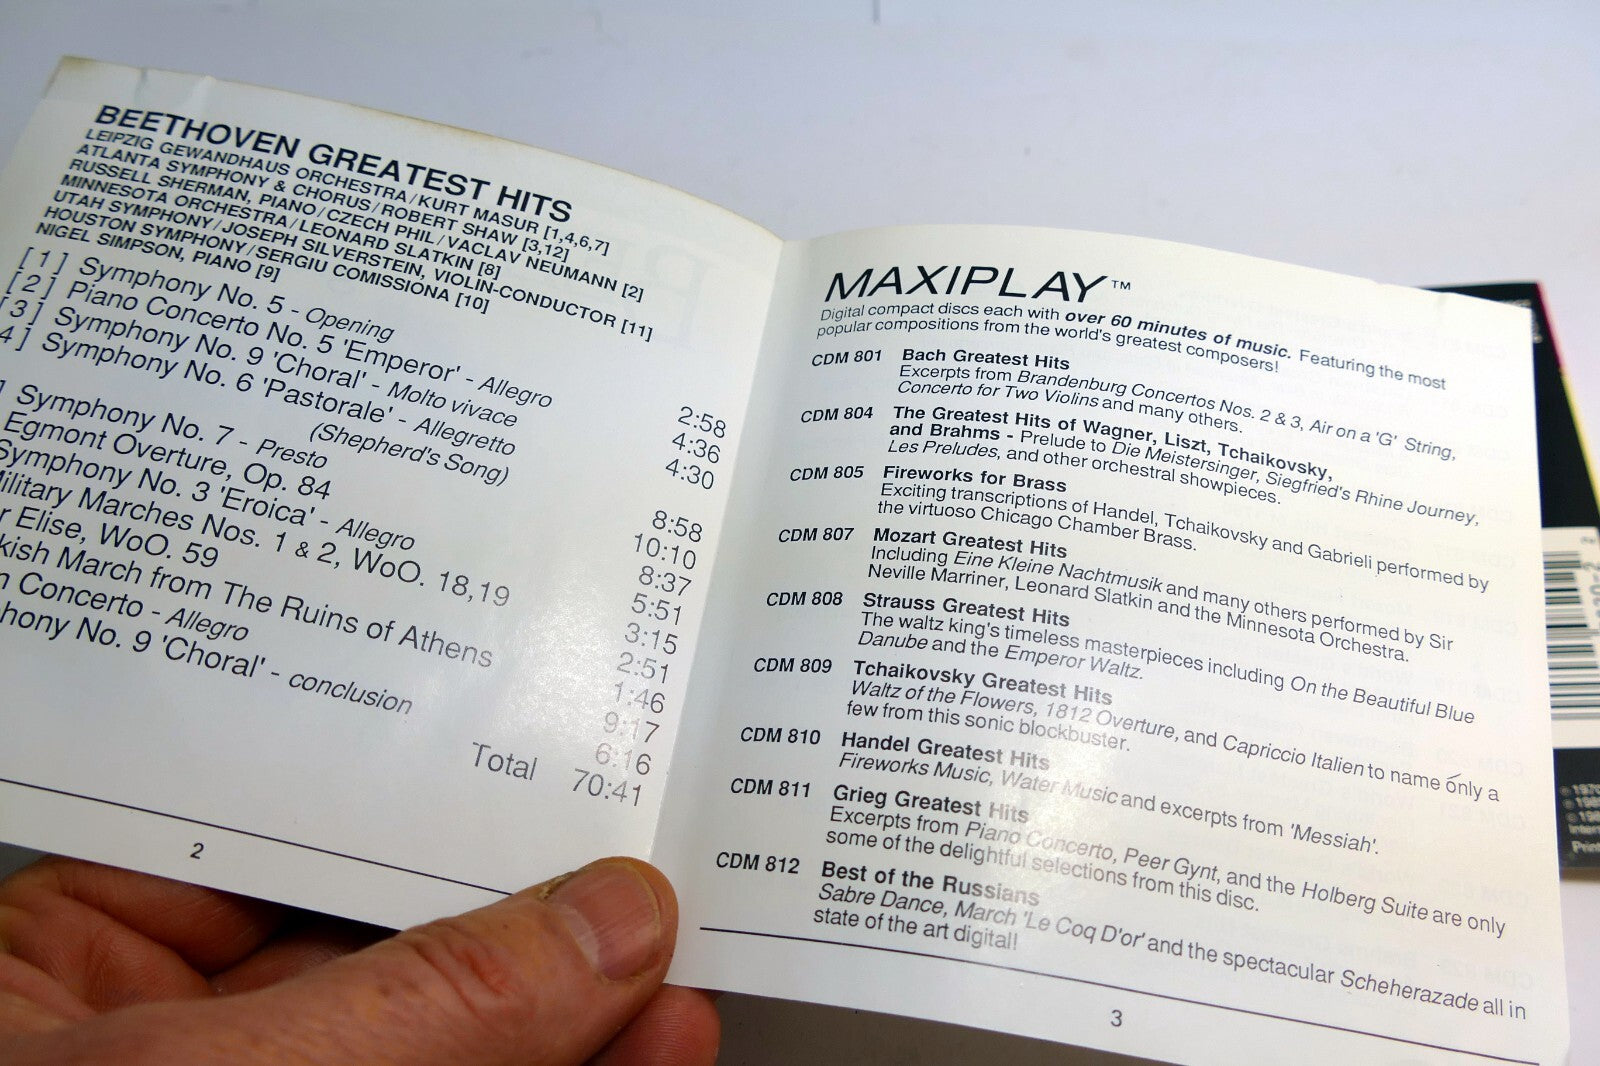 BEETHOVEN GREATEST HITS
LEIPZIG GEWANDHAUS ORCHESTRA/KURT MASUR [1,4,6,7]
ATLANTA SYMPHONY & CHORUS/ROBERT SHAW [3,12]
RUSSELL SHERMAN, PIANO/CZECH PHIL/VACLAV NEUMANN [2]
MINNESOTA ORCHESTRA/LEONARD SLATKIN [8]
UTAH SYMPHONY/JOSEPH SILVERSTEIN, VIOLIN-CONDUCTOR [11]
HOUSTON SYMPHONY/SERGIU COMISSIONA [10]
NIGEL SIMPSON, PIANO [9]
[1] Symphony No. 5 - Opening 2:58
[2] Piano Concerto No. 5 'Emperor' - Allegro 4:36
[3] Symphony No. 9 'Choral' - Molto vivace 4:30
4] Symphony No. 6 'Pastorale' - Allegretto
(Shepherd's Song) 8:58
] Symphony No. 7 - Presto 10:10
Egmont Overture, Op. 84 8:37
Symphony No. 3 'Eroica' - Allegro 5:51
ilitary Marches Nos. 1 & 2, WoO. 18,19 3:15
r Elise, WoO. 59 2:51
kish March from The Ruins of Athens 1:46
n Concerto - Allegro 9:17
hony No. 9 'Choral' - conclusion 6:16
Total 70:41
2
MAXIPLAY™
Digital compact discs each with over 60 minutes of music. Featuring the most
popular compositions from the world's greatest composers!
CDM 801 Bach Greatest Hits
Excerpts from Brandenburg Concertos Nos. 2 & 3, Air on a 'G' String,
Concerto for Two Violins and many others.
CDM 804 The Greatest Hits of Wagner, Liszt, Tchaikovsky,
and Brahms - Prelude to Die Meistersinger, Siegfried's Rhine Journey,
Les Preludes, and other orchestral showpieces.
CDM 805 Fireworks for Brass
Exciting transcriptions of Handel, Tchaikovsky and Gabrieli performed by
the virtuoso Chicago Chamber Brass.
CDM 807 Mozart Greatest Hits
Including Eine Kleine Nachtmusik and many others performed by Sir
Neville Marriner, Leonard Slatkin and the Minnesota Orchestra.
CDM 808 Strauss Greatest Hits
The waltz king's timeless masterpieces including On the Beautiful Blue
Danube and the Emperor Waltz.
CDM 809 Tchaikovsky Greatest Hits
Waltz of the Flowers, 1812 Overture, and Capriccio Italien to name only a
few from this sonic blockbuster.
CDM 810 Handel Greatest Hits
Fireworks Music, Water Music and excerpts from 'Messiah'.
CDM 811 Grieg Greatest Hits
Excerpts from Piano Concerto, Peer Gynt, and the Holberg Suite are only
some of the delightful selections from this disc.
CDM 812 Best of the Russians
Sabre Dance, March 'Le Coq D'or' and the spectacular Scheherazade all in
state of the art digital!
3